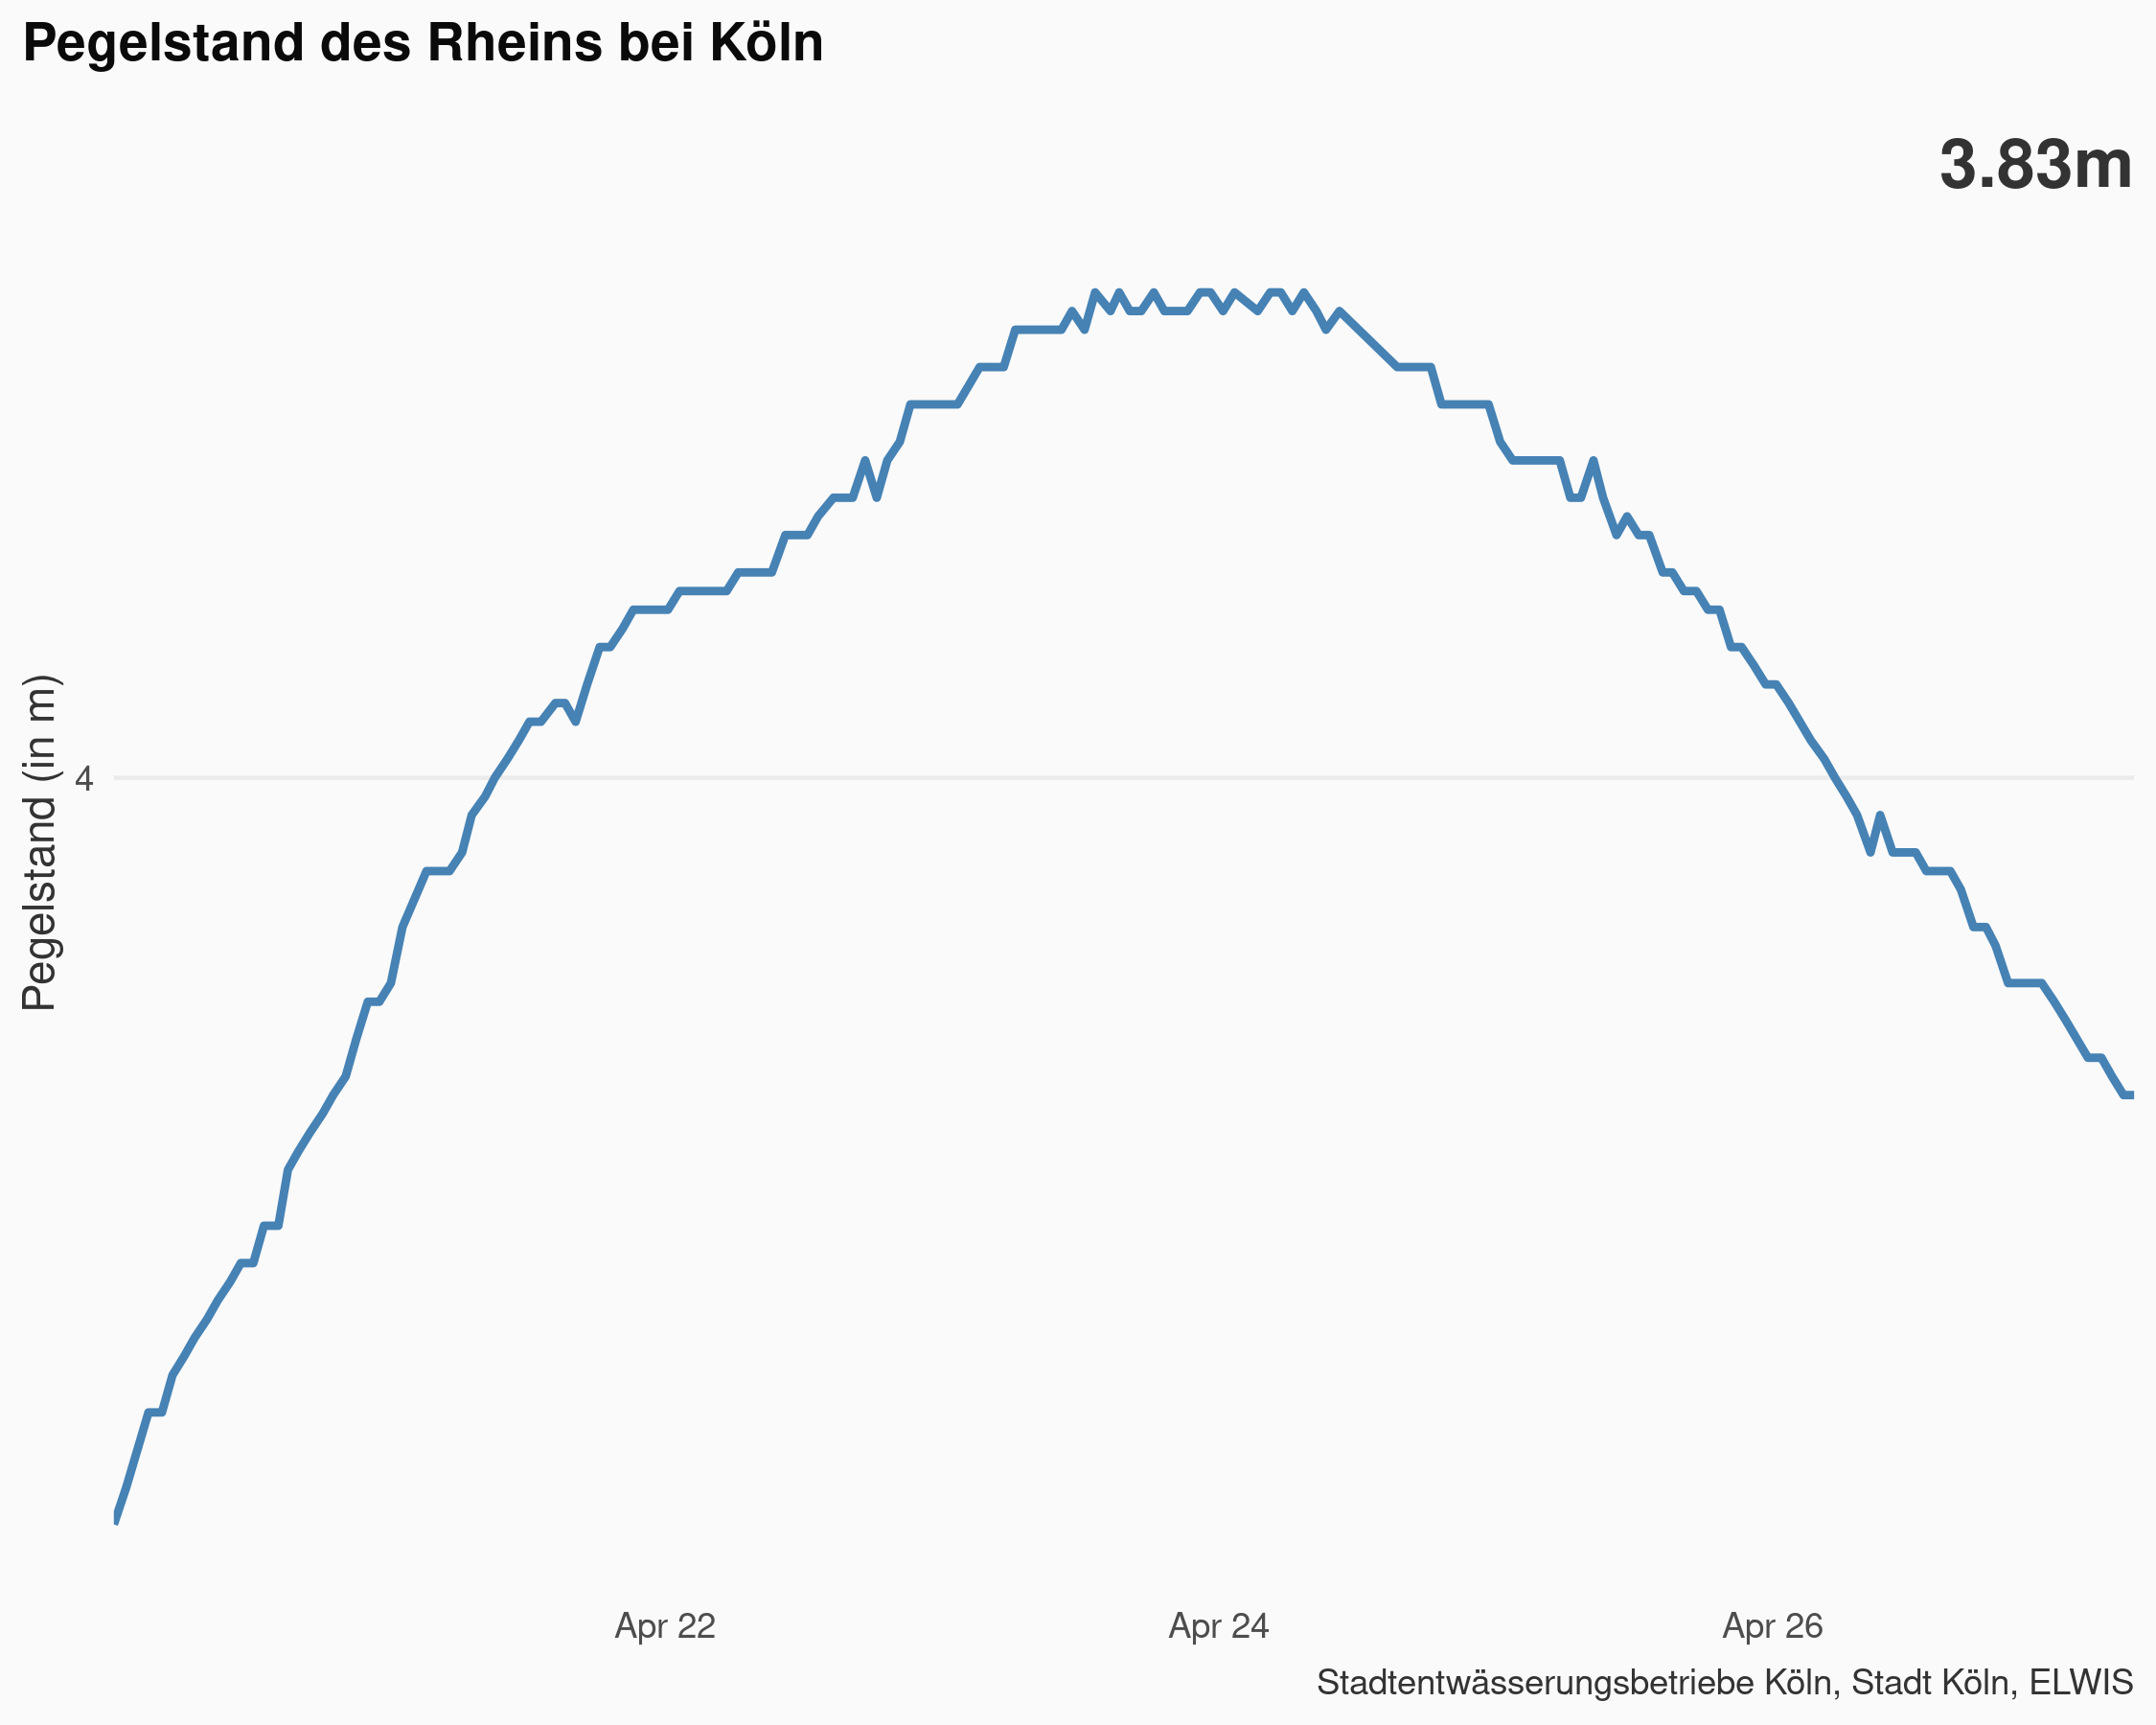 Pegelstand des Rheins bei Köln
3.83m
Pegelstand (in m)
4
Apr 22
Apr 24
Apr 26
Stadtentwässerungsbetriebe Köln, Stadt Köln, ELWIS